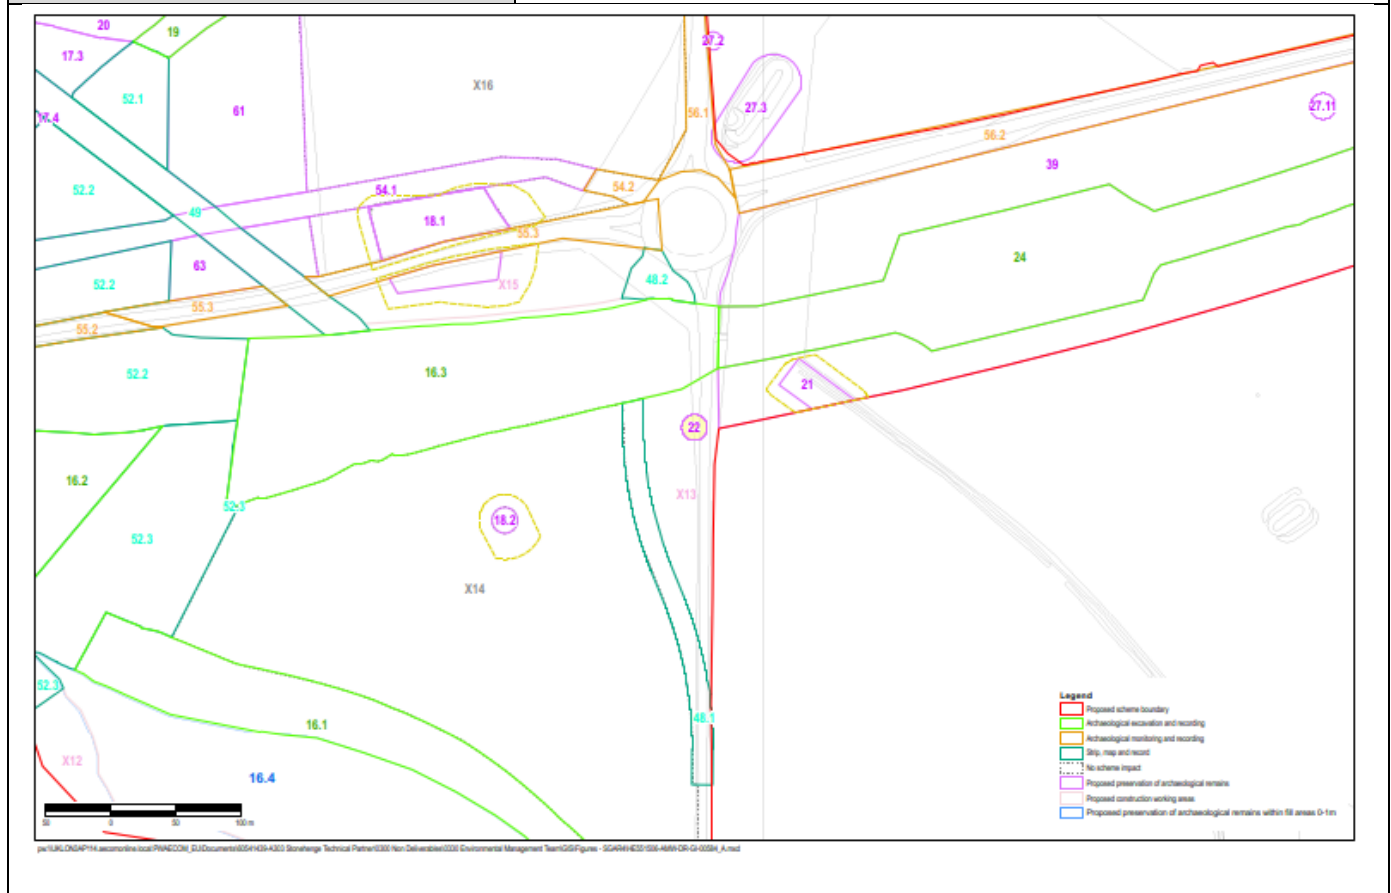 20
19
27.2
17.3
X16
52.1
27.3
27.11
61
56.1
17.4
56.2
39
52.2
54.1
54.2
49
18.1
55.3
24
63
48.2
52.2
X15
55.3
55.2
52.2
16.3
21
22
16.2
X13
52.3
18.2
52.3
X14
52.3
Legend
Proposed scheme boundary
Archaeological excavation and recording
Archaeological monitoring and recording
Strip, map and record
No scheme impact
Proposed preservation of archaeological remains
Proposed construction working areas
Proposed preservation of archaeological remains within fill areas 0-1m
48.1
16.1
X12
16.4
50 0 50 100 m